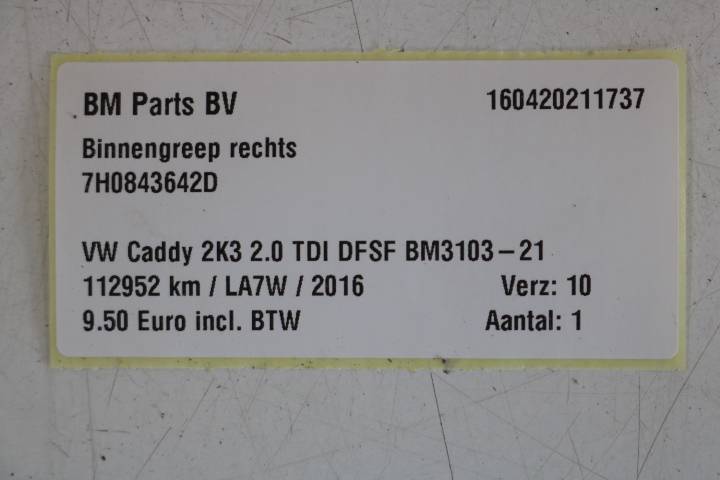 BM Parts BV 160420211737
Binnengreep rechts
7H0843642D
VW Caddy 2K3 2.0 TDI DFSF BM3103-21
112952 km / LA7W / 2016 Verz: 10
9.50 Euro incl. BTW Aantal: 1